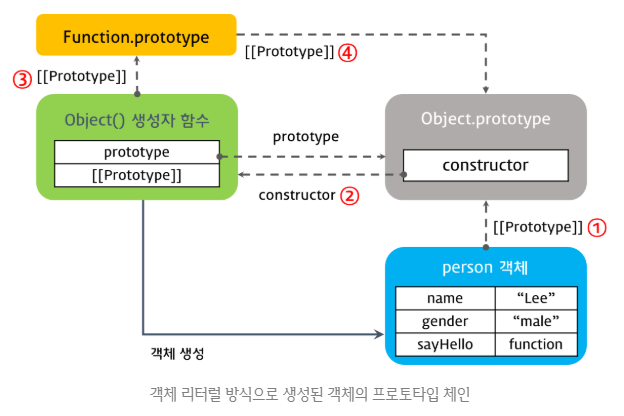 Function.prototype
[[Prototype]] ④
③ [[Prototype]]
Object() 생성자 함수
prototype
[[Prototype]]
prototype
constructor ②
Object.prototype
constructor
[[Prototype]] ①
person 객체
name “Lee”
gender “male”
sayHello function
객체 생성
객체 리터럴 방식으로 생성된 객체의 프로토타입 체인